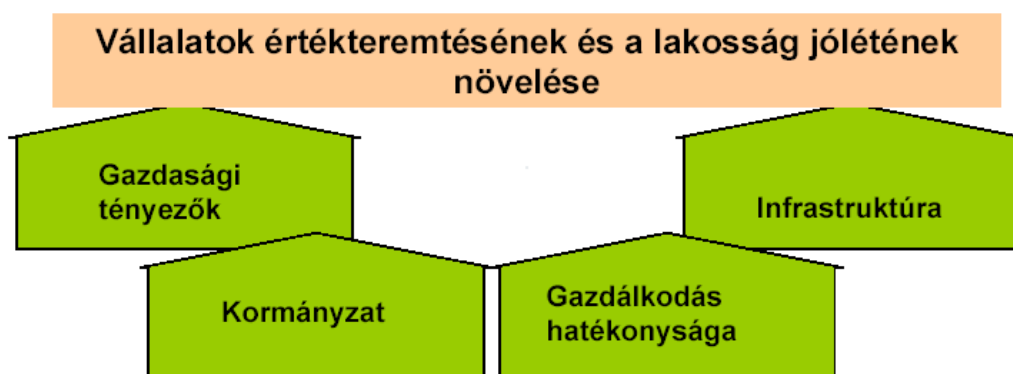 Vállalatok értékteremtésének és a lakosság jólétének
növelése
Gazdasági
tényezők
Infrastruktúra
Kormányzat
Gazdálkodás
hatékonysága